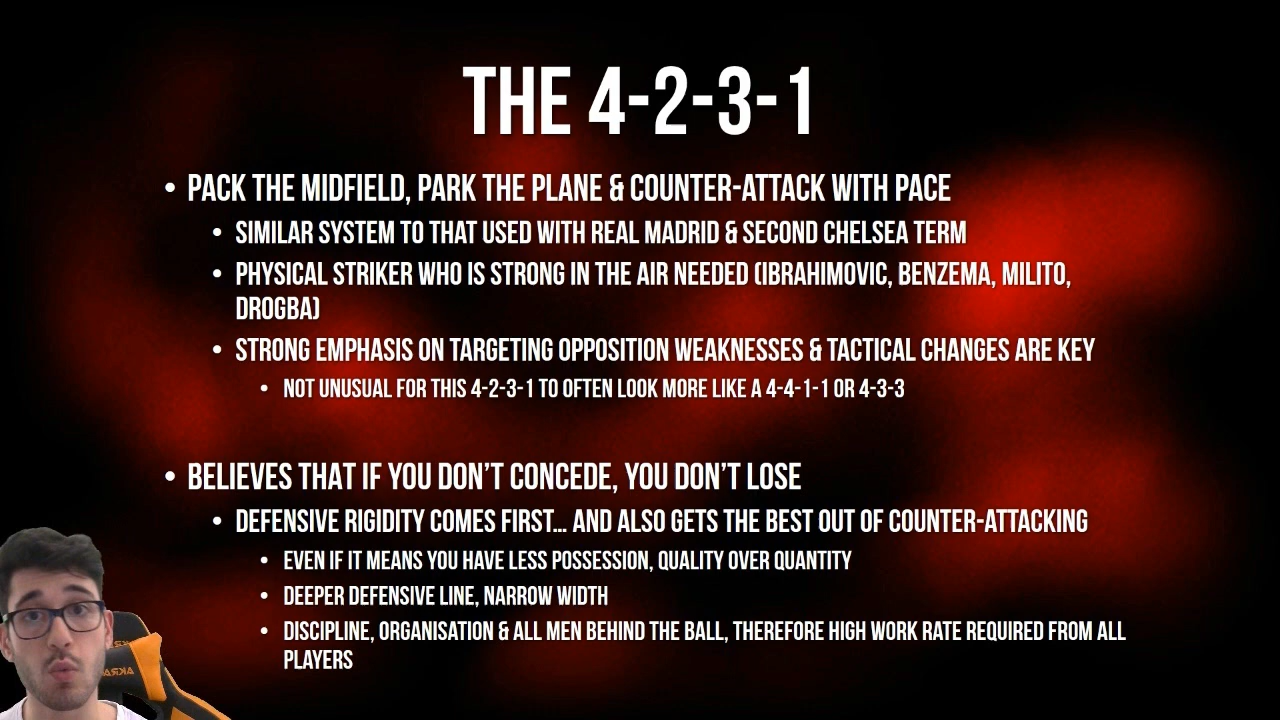 THE 4-2-3-1
• PACK THE MIDFIELD, PARK THE PLANE & COUNTER-ATTACK WITH PACE
• SIMILAR SYSTEM TO THAT USED WITH REAL MADRID & SECOND CHELSEA TERM
• PHYSICAL STRIKER WHO IS STRONG IN THE AIR NEEDED (IBRAHIMOVIC, BENZEMA, MILITO,
DROGBA)
• STRONG EMPHASIS ON TARGETING OPPOSITION WEAKNESSES & TACTICAL CHANGES ARE KEY
• NOT UNUSUAL FOR THIS 4-2-3-1 TO OFTEN LOOK MORE LIKE A 4-4-1-1 OR 4-3-3
• BELIEVES THAT IF YOU DON'T CONCEDE, YOU DON'T LOSE
• DEFENSIVE RIGIDITY COMES FIRST... AND ALSO GETS THE BEST OUT OF COUNTER-ATTACKING
• EVEN IF IT MEANS YOU HAVE LESS POSSESSION, QUALITY OVER QUANTITY
• DEEPER DEFENSIVE LINE, NARROW WIDTH
• DISCIPLINE, ORGANISATION & ALL MEN BEHIND THE BALL, THEREFORE HIGH WORK RATE REQUIRED FROM ALL
PLAYERS